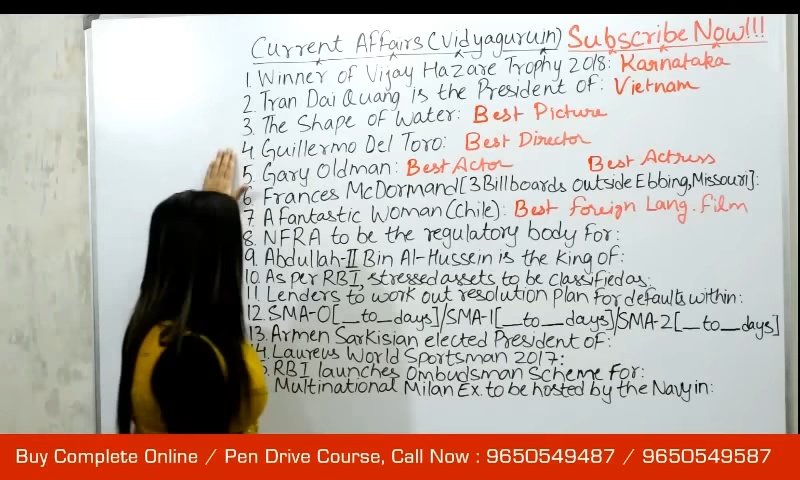 Current Affairs (Vidyaguruin) Subscribe Now!!!
1. Winner of Vijay Hazare Trophy 2018: Karnataka
2. Tran Dai Quang is the President of: Vietnam
3. The Shape of Water: Best Picture
4. Guillermo Del Toro: Best Director
5. Gary Oldman: Best Actor Best Actress
6. Frances McDormand [3 Billboards Outside Ebbing, Missouri]:
7. A Fantastic Woman (Chile): Best Foreign Lang. Film
8. NFRA to be the regulatory body for:
9. Abdullah-II Bin Al-Hussein is the King of:
10. As per RBI, stressed assets to be classified as:
11. Lenders to work out resolution plan for defaults within:
12. SMA-0[__to__days]/SMA-1[__to__days]/SMA-2[__to__days]
13. Armen Sarkisian elected President of:
14. Laureus World Sportsman 2017:
5. RBI launches Ombudsman Scheme for:
Multinational Milan Ex. to be hosted by the Navy in:
Buy Complete Online / Pen Drive Course, Call Now : 9650549487 / 9650549587